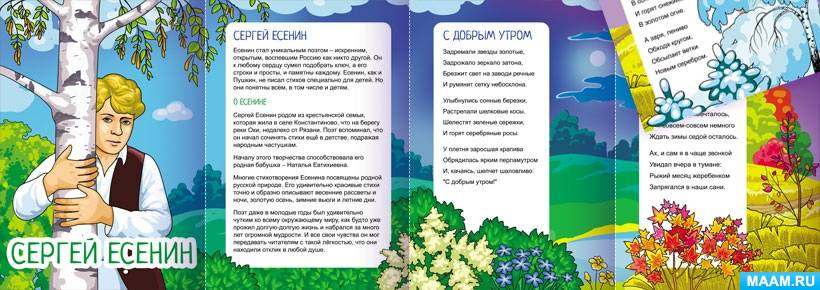 СЕРГЕЙ ЕСЕНИН
СЕРГЕЙ ЕСЕНИН
Есенин стал уникальным поэтом – искренним,
открытым, воспевшим Россию как никто другой. Он
к любому сердцу сумел подобрать ключ, а его
строки и просты, и памятны каждому. Есенин, как и
Пушкин, не писал стихов специально для детей. Но
они понятны всем, в том числе и детям.
О ЕСЕНИНЕ
Сергей Есенин родом из крестьянской семьи,
которая жила в селе Константиново, что на берегу
реки Оки, недалеко от Рязани. Поэт вспоминал, что
он начал сочинять стихи ещё в детстве, подражая
народным частушкам.
Началу этого творчества способствовала его
родная бабушка – Наталья Евтихиевна.
Многие стихотворения Есенина посвящены родной
русской природе. Его удивительно красивые стихи
точно и образно описывают весенние рассветы и
ночи, золотую осень, зимние вьюги и летние дни.
Поэт даже в молодые годы был удивительно
чутким ко всему окружающему миру, как будто уже
прожил долгую-долгую жизнь и набрался за много
лет огромной мудрости. И все свои чувства он мог
передавать читателям с такой лёгкостью, что они
находили отклик в любой душе.
С ДОБРЫМ УТРОМ
Задремали звезды золотые,
Задрожало зеркало затона,
Брезжит свет на заводи речные
И румянит сетку небосклона.
Улыбнулись сонные березки,
Растрепали шелковые косы.
Шелестят зеленые сережки,
И горят серебряные росы.
У плетня заросшая крапива
Обрядилась ярким перламутром
И, качаясь, шепчет шаловливо:
"С добрым утром!"
И горят
В золотом огне.
А заря, лениво
Обходя кругом,
Обсыпает ветки
Новым серебром.
совсем-совсем немного
Ждать зимы седой осталось.
Ах, и сам я в чаще звонкой
Увидал вчера в тумане:
Рыжий месяц жеребенком
Запрягался в наши сани.
MAAM.RU